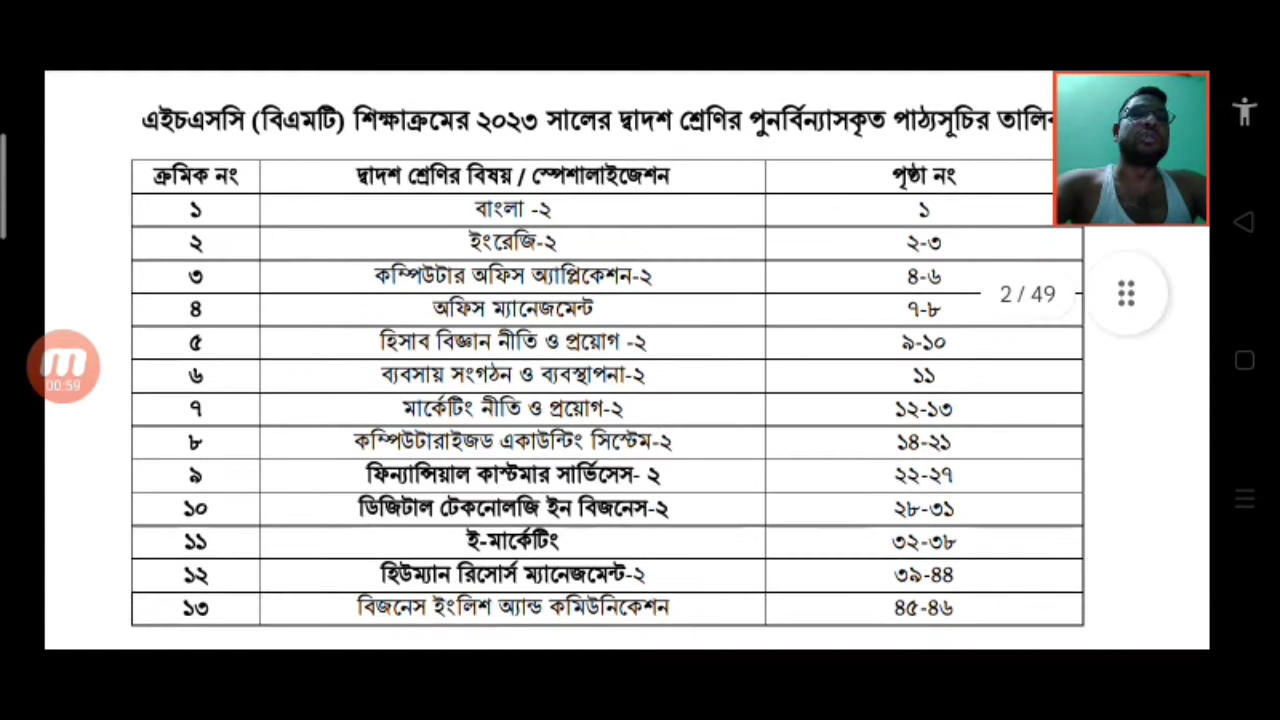 এইচএসসি (বিএমটি) শিক্ষাক্রমের ২০২৩ সালের দ্বাদশ শ্রেণির পুনর্বিন্যাসকৃত পাঠ্যসূচির
ক্রমিক নং দ্বাদশ শ্রেণির বিষয় / স্পেশালাইজেশন পৃষ্ঠা নং
১ বাংলা -২ ১
২ ইংরেজি-২ ২-৩
৩ কম্পিউটার অফিস অ্যাপ্লিকেশন-২ ৪-৬
2 / 49
৪ অফিস ম্যানেজমেন্ট ৭-৮
৫ হিসাব বিজ্ঞান নীতি ও প্রয়োগ -২ ৯-১০
৬ ব্যবসায় সংগঠন ও ব্যবস্থাপনা-২ ১১
00:59
৭ মার্কেটিং নীতি ও প্রয়োগ-২ ১২-১৩
৮ কম্পিউটারাইজড একাউন্টিং সিস্টেম-২ ১৪-২১
৯ ফিন্যান্সিয়াল কাস্টমার সার্ভিসেস- ২ ২২-২৭
১০ ডিজিটাল টেকনোলজি ইন বিজনেস-২ ২৮-৩১
১১ ই-মার্কেটিং ৩২-৩৮
১২ হিউম্যান রিসোর্স ম্যানেজমেন্ট-২ ৩৯-৪৪
১৩ বিজনেস ইংলিশ অ্যান্ড কমিউনিকেশন ৪৫-৪৬